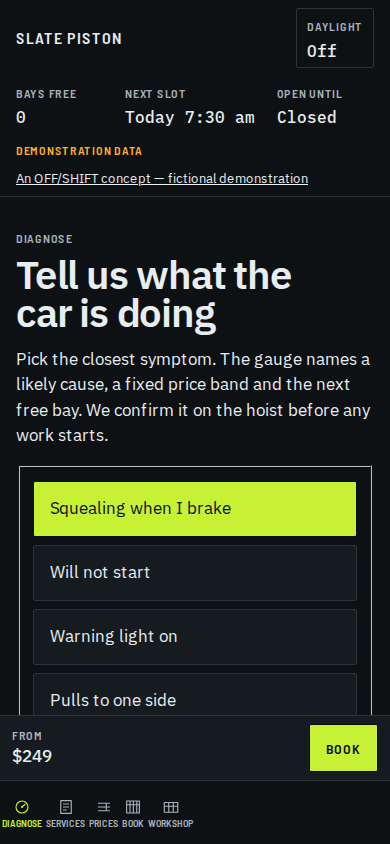 SLATE PISTON
DAYLIGHT
Off
BAYS FREE
0
NEXT SLOT
Today 7:30 am
OPEN UNTIL
Closed
DEMONSTRATION DATA
An OFF/SHIFT concept — fictional demonstration
DIAGNOSE
Tell us what the
car is doing
Pick the closest symptom. The gauge names a
likely cause, a fixed price band and the next
free bay. We confirm it on the hoist before any
work starts.
Squealing when I brake
Will not start
Warning light on
Pulls to one side
FROM
$249
BOOK
DIAGNOSE
SERVICES
PRICES
BOOK
WORKSHOP